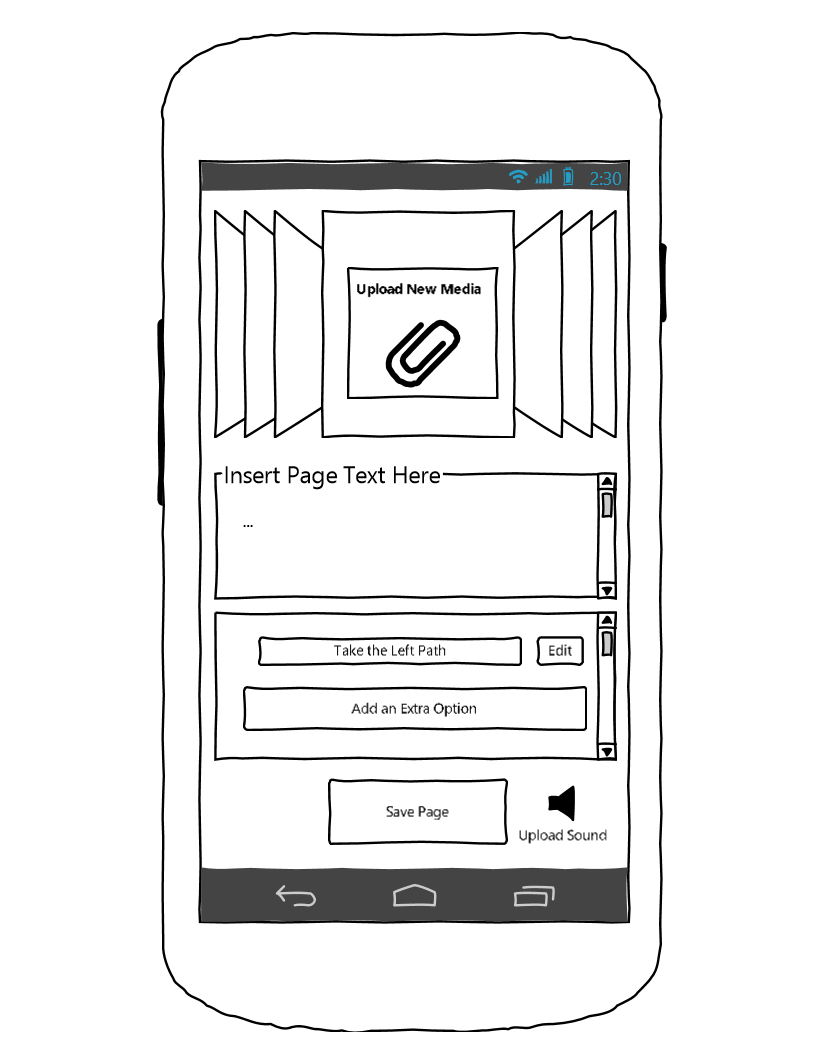 2:30
Upload New Media
Insert Page Text Here
...
Take the Left Path
Edit
Add an Extra Option
Save Page
Upload Sound